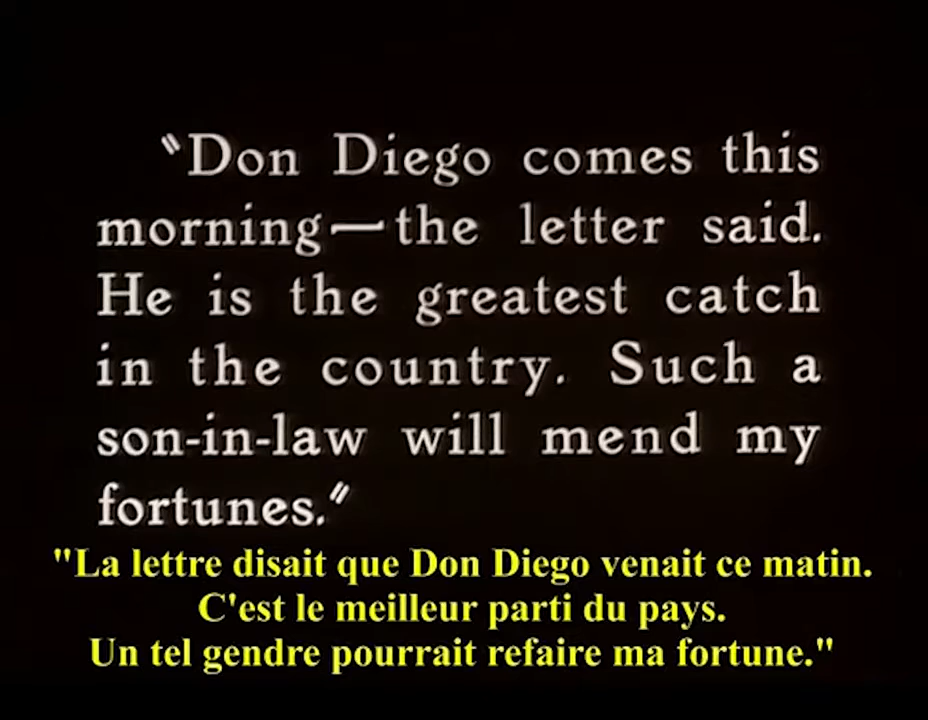 "Don Diego comes this
morning—the letter said.
He is the greatest catch
in the country. Such a
son-in-law will mend my
fortunes."
"La lettre disait que Don Diego venait ce matin.
C'est le meilleur parti du pays.
Un tel gendre pourrait refaire ma fortune."